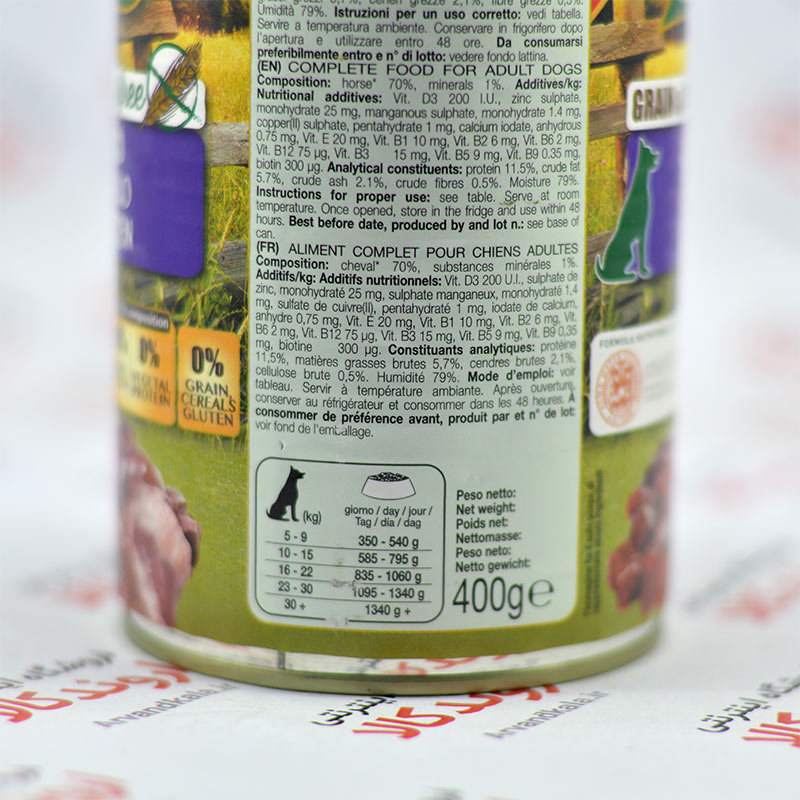 Umidità 79%. Istruzioni per un uso corretto: vedi tabella.
Servire a temperatura ambiente. Conservare in frigorifero dopo
l'apertura e utilizzare entro 48 ore. Da consumarsi
preferibilmente entro e n° di lotto: vedere fondo lattina.
(EN) COMPLETE FOOD FOR ADULT DOGS
Composition: horse* 70%, minerals 1%. Additives/kg:
Nutritional additives: Vit. D3 200 I.U., zinc sulphate,
monohydrate 25 mg, manganous sulphate, monohydrate 1.4 mg,
copper(II) sulphate, pentahydrate 1 mg, calcium iodate, anhydrous
0.75 mg, Vit. E 20 mg, Vit. B1 10 mg, Vit. B2 6 mg, Vit. B6 2 mg,
Vit. B12 75 µg, Vit. B3 15 mg, Vit. B5 9 mg, Vit. B9 0.35 mg,
biotin 300 µg. Analytical constituents: protein 11.5%, crude fat
5.7%, crude ash 2.1%, crude fibres 0.5%. Moisture 79%.
Instructions for proper use: see table. Serve at room
temperature. Once opened, store in the fridge and use within 48
hours. Best before date, produced by and lot n.: see base of
can.
(FR) ALIMENT COMPLET POUR CHIENS ADULTES
Composition: cheval* 70%, substances minérales 1%.
Additifs/kg: Additifs nutritionnels: Vit. D3 200 U.I., sulphate de
zinc, monohydraté 25 mg, sulphate manganeux, monohydraté 1,4
mg, sulfate de cuivre(II), pentahydraté 1 mg, iodate de calcium,
anhydre 0,75 mg, Vit. E 20 mg, Vit. B1 10 mg, Vit. B2 6 mg, Vit.
B6 2 mg, Vit. B12 75 µg, Vit. B3 15 mg, Vit. B5 9 mg, Vit. B9 0,35
mg, biotine 300 µg. Constituants analytiques: protéine
11,5%, matières grasses brutes 5,7%, cendres brutes 2,1%,
cellulose brute 0,5%. Humidité 79%. Mode d'emploi: voir
tableau. Servir à température ambiante. Après ouverture,
conserver au réfrigérateur et consommer dans les 48 heures. À
consommer de préférence avant, produit par et n° de lot:
voir fond de l'emballage.
(kg)
giorno / day / jour /
Tag / día / dag
5 - 9 350 - 540 g
10 - 15 585 - 795 g
16 - 22 835 - 1060 g
23 - 30 1095 - 1340 g
30 + 1340 g +
Peso netto:
Net weight:
Poids net:
Nettomasse:
Peso neto:
Netto gewicht:
400g℮
composition
0%
0%
GRAIN,
CEREALS
GLUTEN
GRAIN
فروشگاه اینترنتی
اروند کالا
Arvandkala.ir